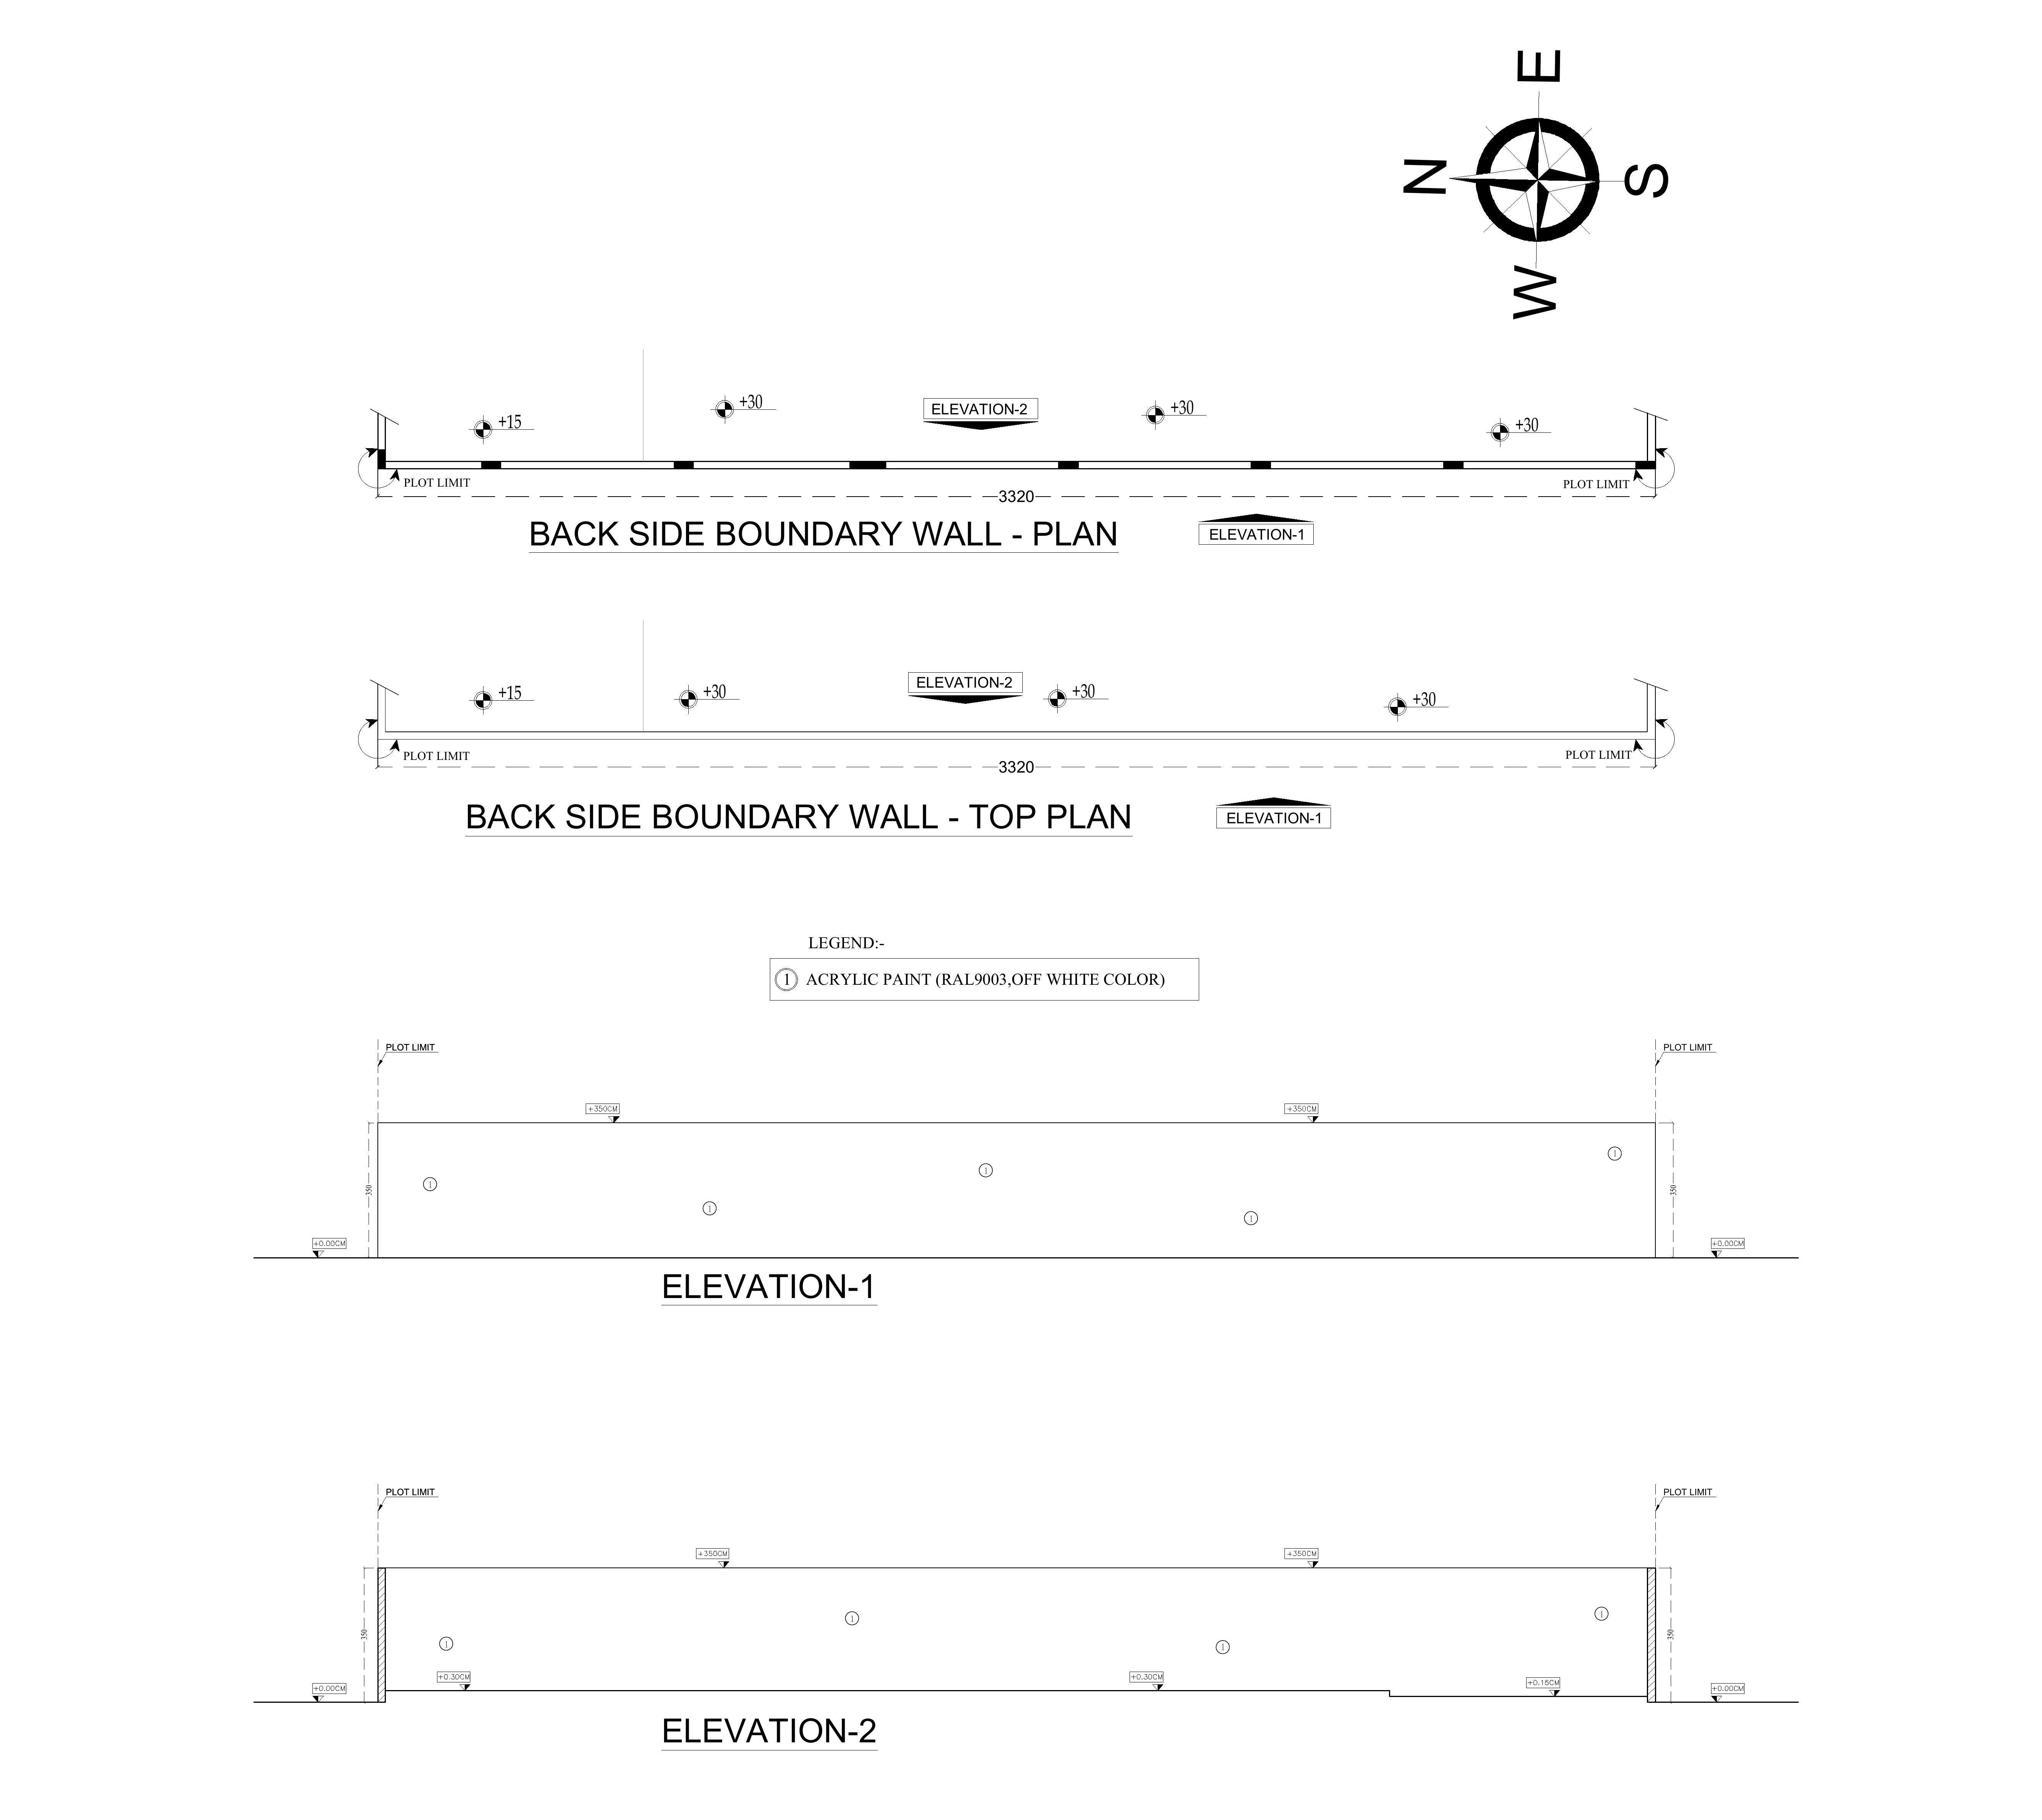 E
N
S
W
+15
+30
ELEVATION-2
+30
+30
PLOT LIMIT
PLOT LIMIT
3320
BACK SIDE BOUNDARY WALL - PLAN
ELEVATION-1
+15
+30
ELEVATION-2
+30
+30
PLOT LIMIT
PLOT LIMIT
3320
BACK SIDE BOUNDARY WALL - TOP PLAN
ELEVATION-1
LEGEND:-
1 ACRYLIC PAINT (RAL9003,OFF WHITE COLOR)
PLOT LIMIT
PLOT LIMIT
+350CM
+350CM
1
1
1
1
1
350
350
+0.00CM
+0.00CM
ELEVATION-1
PLOT LIMIT
PLOT LIMIT
+350CM
+350CM
1
1
1
1
350
350
+0.30CM
+0.30CM
+0.15CM
+0.00CM
+0.00CM
ELEVATION-2